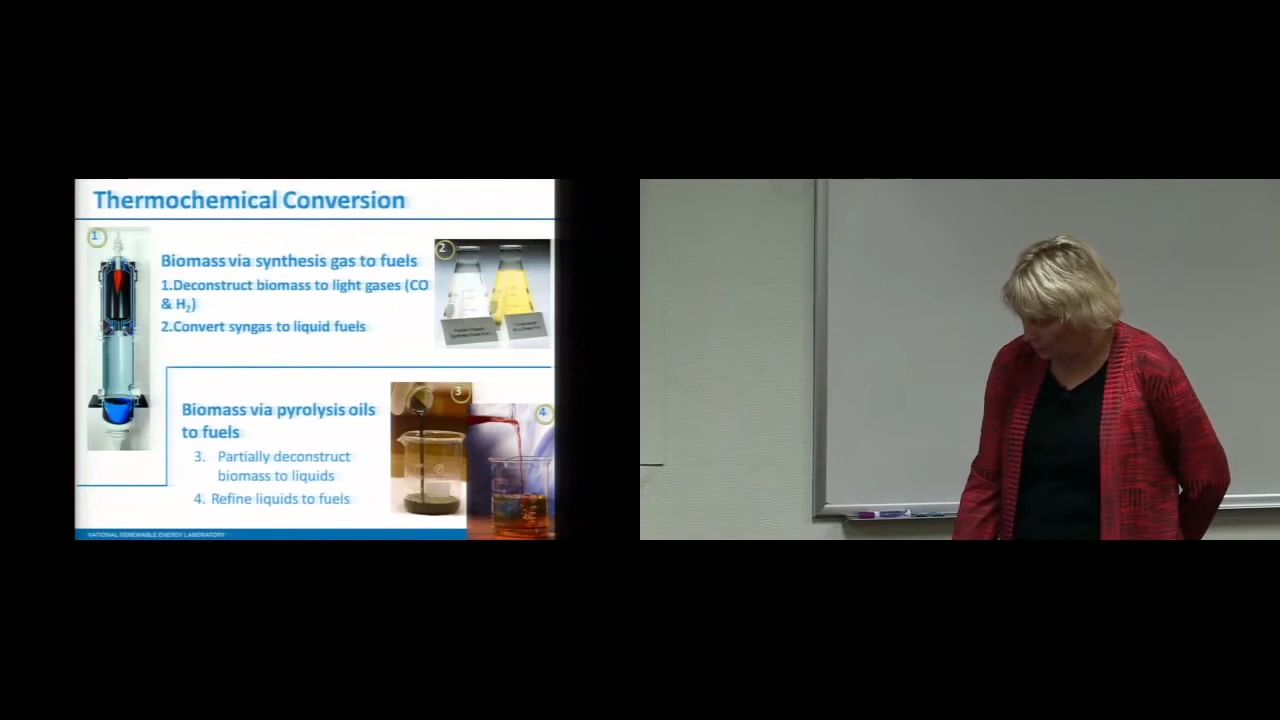 Thermochemical Conversion
1
Biomass via synthesis gas to fuels
1.Deconstruct biomass to light gases (CO
& H2)
2.Convert syngas to liquid fuels
2
Biomass via pyrolysis oils
to fuels
3. Partially deconstruct
biomass to liquids
4. Refine liquids to fuels
3
4
NATIONAL RENEWABLE ENERGY LABORATORY